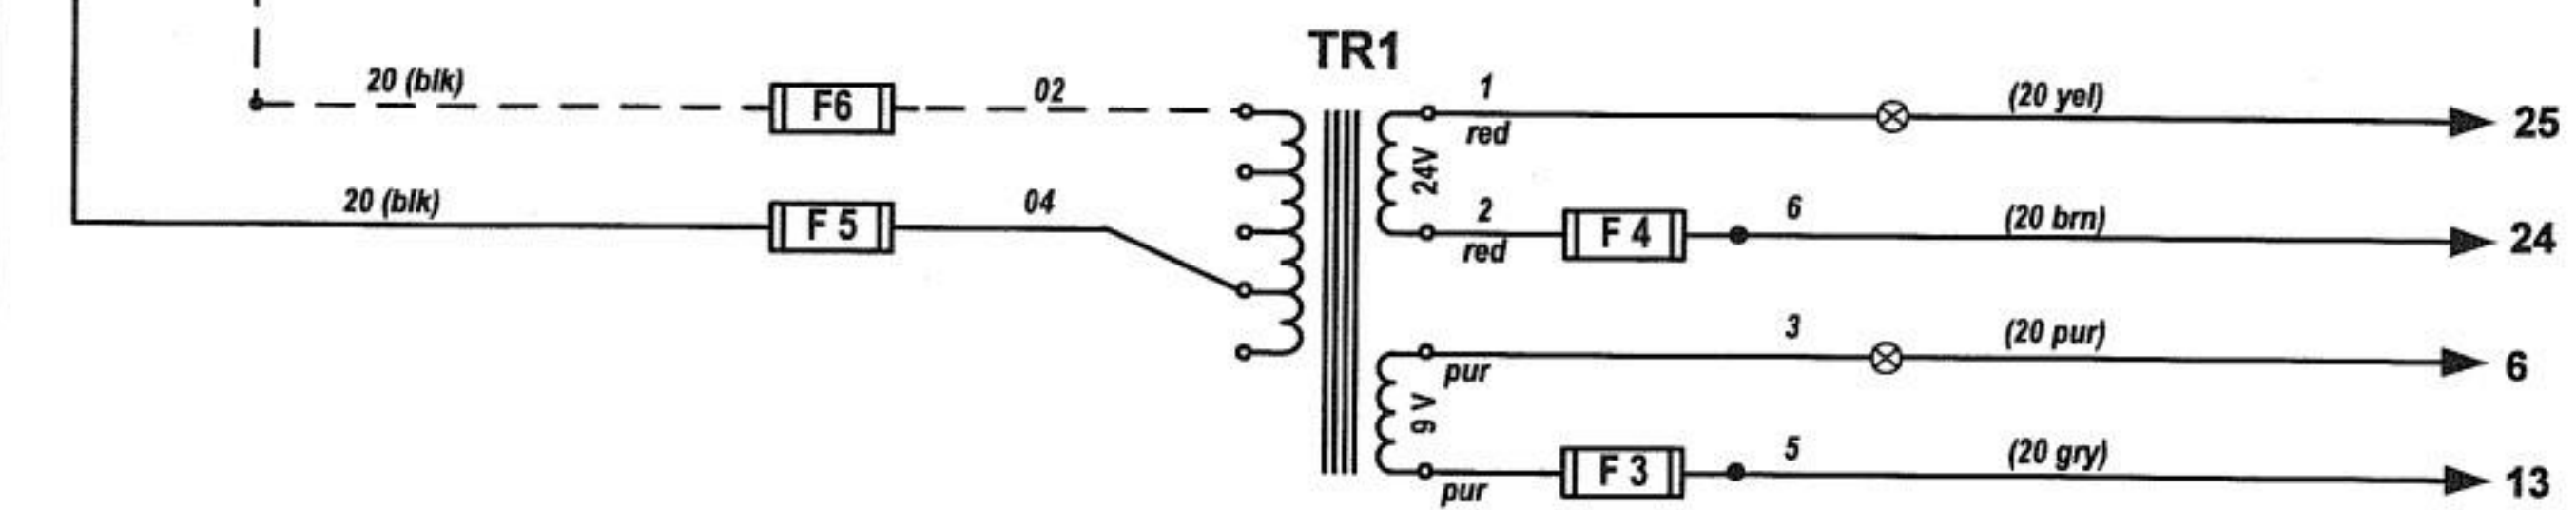 TR1
20 (blk)
F6
02
1
red
(20 yel)
25
24V
20 (blk)
F 5
04
2
red
F 4
6
(20 brn)
24
3
pur
(20 pur)
6
9 V
5
pur
F 3
(20 gry)
13